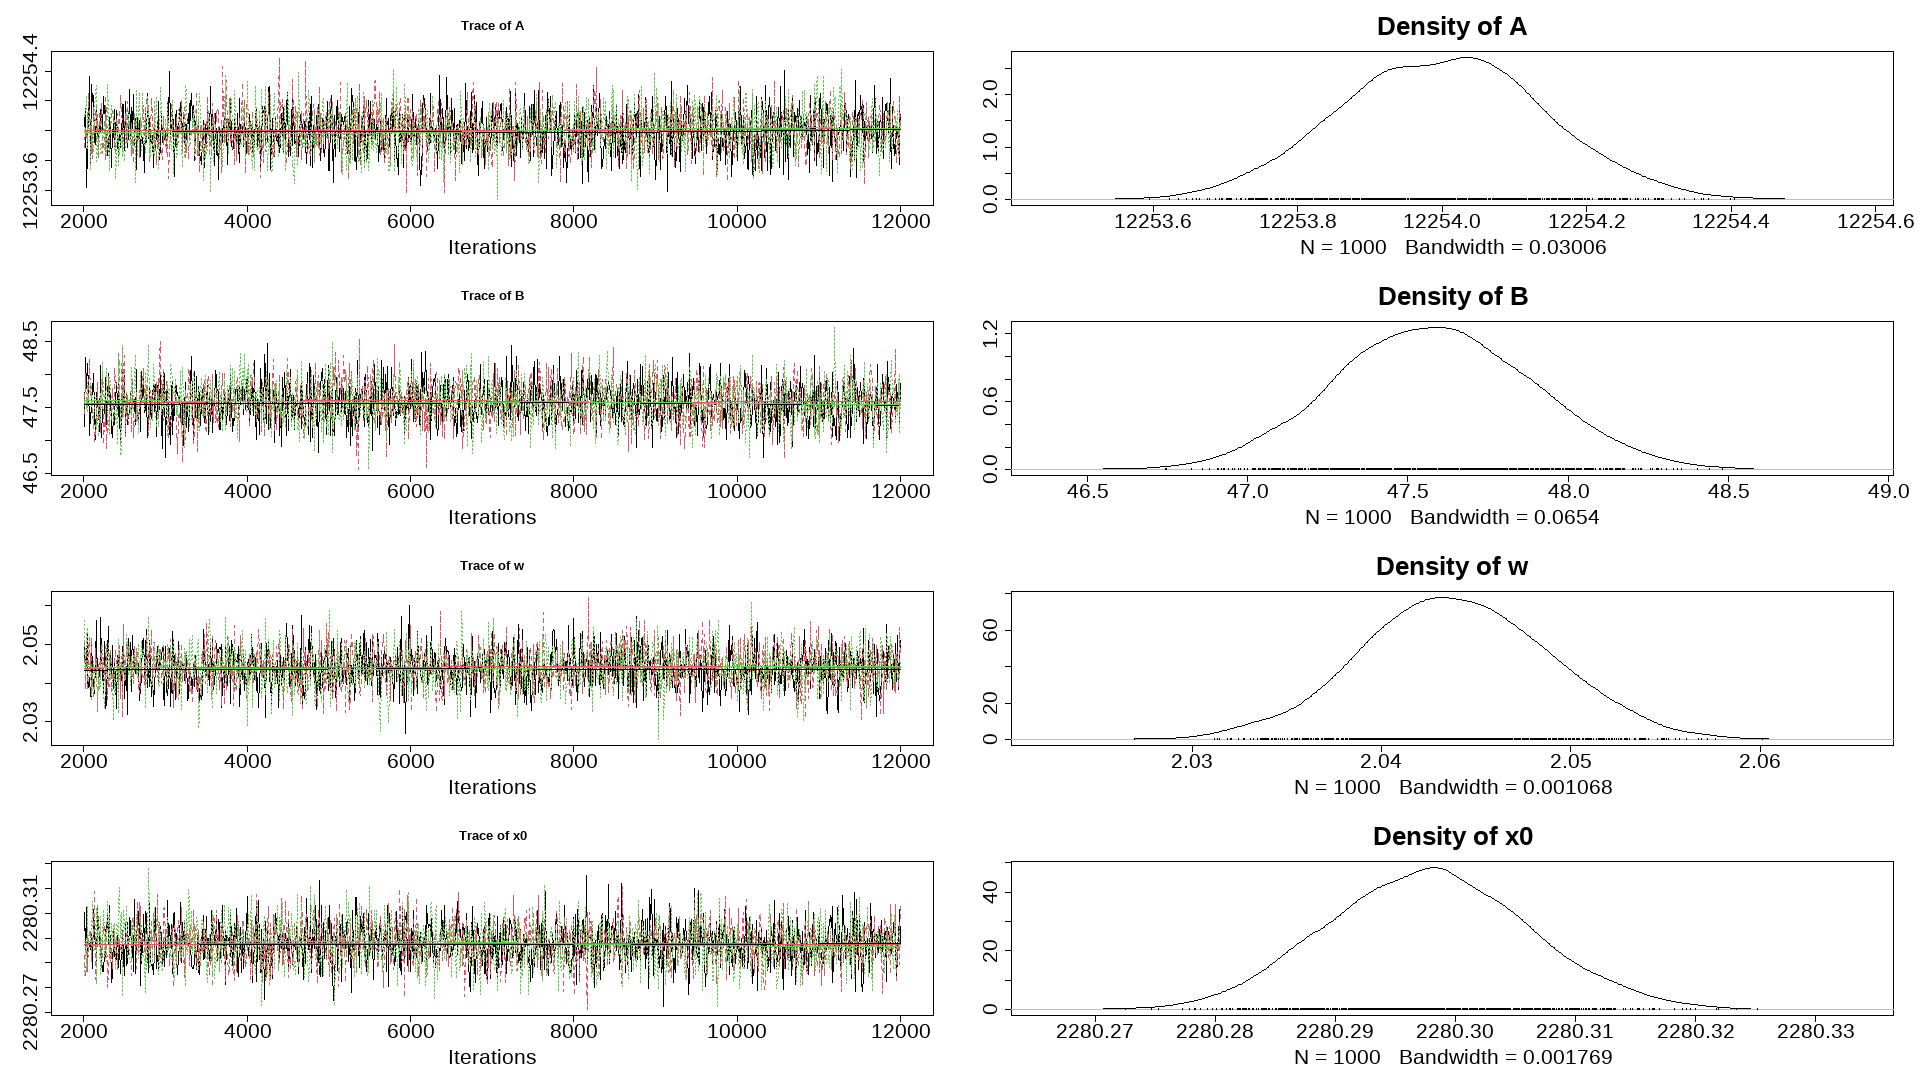 Trace of A
12254.4
12253.6
2000 4000 6000 8000 10000 12000
Iterations
Density of A
2.0
1.0
0.0
12253.6 12253.8 12254.0 12254.2 12254.4 12254.6
N = 1000 Bandwidth = 0.03006
Trace of B
48.5
47.5
46.5
2000 4000 6000 8000 10000 12000
Iterations
Density of B
1.2
0.6
0.0
46.5 47.0 47.5 48.0 48.5 49.0
N = 1000 Bandwidth = 0.0654
Trace of w
2.05
2.03
2000 4000 6000 8000 10000 12000
Iterations
Density of w
60
20
0
2.03 2.04 2.05 2.06
N = 1000 Bandwidth = 0.001068
Trace of x0
2280.31
2280.27
2000 4000 6000 8000 10000 12000
Iterations
Density of x0
40
20
0
2280.27 2280.28 2280.29 2280.30 2280.31 2280.32 2280.33
N = 1000 Bandwidth = 0.001769